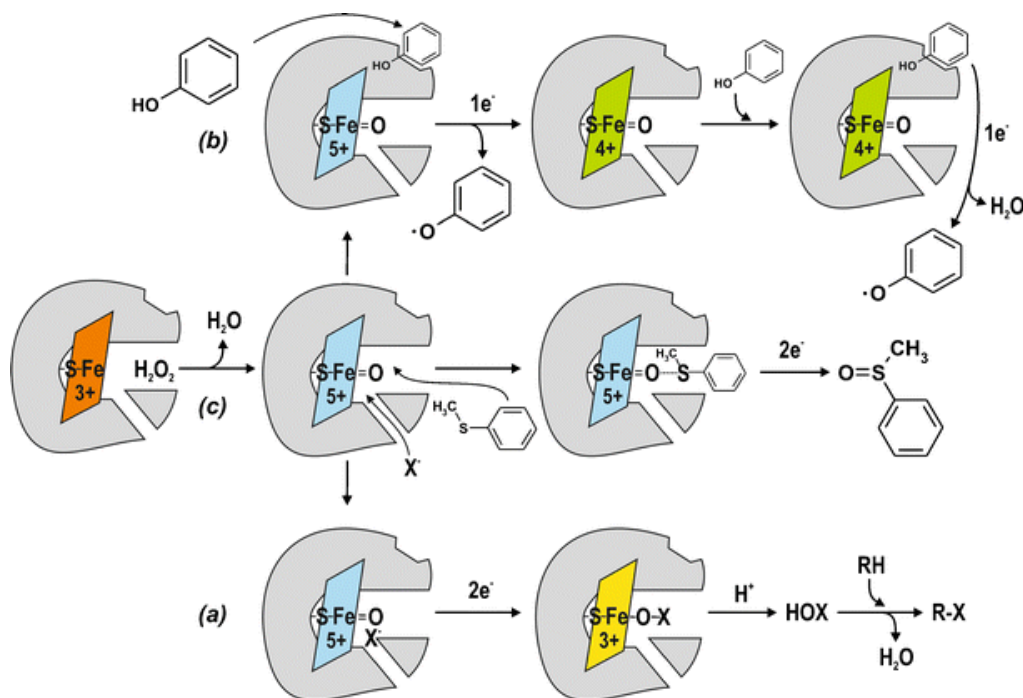 HO
HO
(b)
S-Fe=O
5+
1e⁻
·O
S-Fe=O
4+
HO
HO
S-Fe=O
4+
1e⁻
H₂O
·O
S-Fe
3+
H₂O₂
H₂O
(c)
S-Fe=O
5+
H₃C
S
X⁻
S-Fe=O
5+
H₃C
S
2e⁻
O=S
CH₃
(a)
S-Fe=O
5+
X⁻
2e⁻
S-Fe-O-X
3+
H⁺
HOX
RH
H₂O
R-X